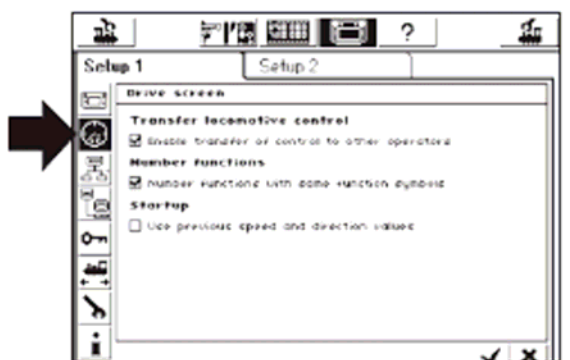 ?
Setup 1
Setup 2
Drive screen
Transfer locomotive control
Enable transfer of control to other operators
Number functions
Number functions with same function symbols
Startup
Use previous speed and direction values
i